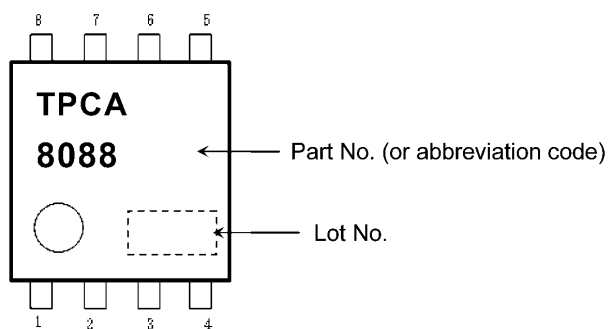 8 7 6 5
TPCA
8088
Part No. (or abbreviation code)
Lot No.
1 2 3 4